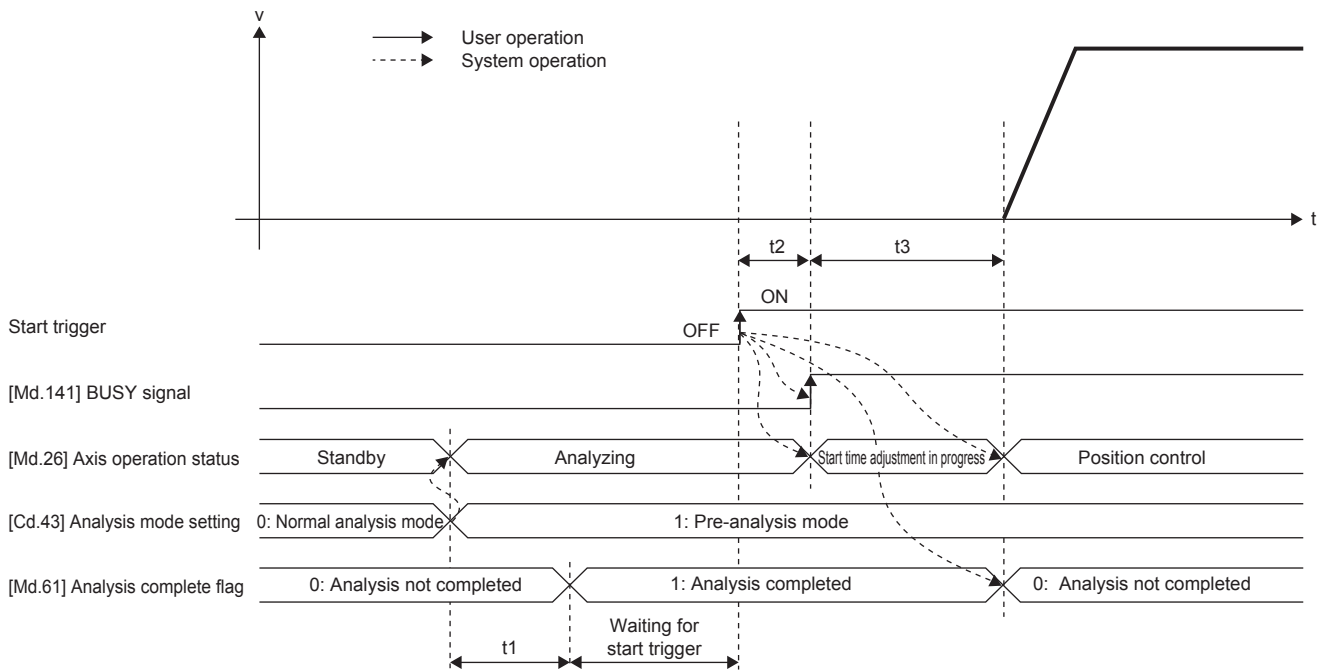 v
User operation
System operation
t
t2
t3
ON
Start trigger
OFF
[Md.141] BUSY signal
[Md.26] Axis operation status
Standby
Analyzing
Start time adjustment in progress
Position control
[Cd.43] Analysis mode setting
0: Normal analysis mode
1: Pre-analysis mode
[Md.61] Analysis complete flag
0: Analysis not completed
1: Analysis completed
0: Analysis not completed
t1
Waiting for
start trigger